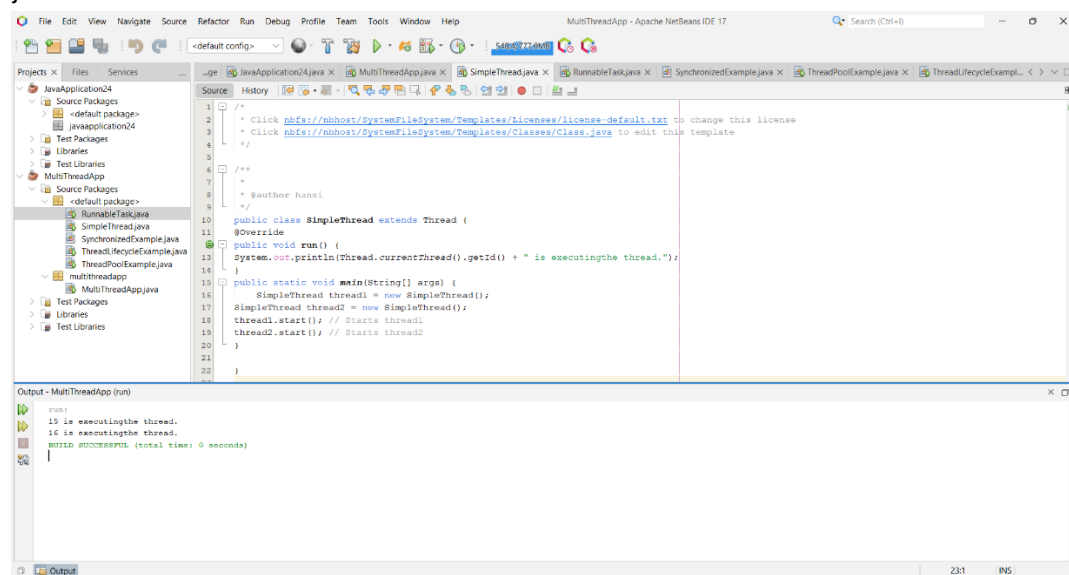 File Edit View Navigate Source Refactor Run Debug Profile Team Tools Window Help MultiThreadApp - Apache NetBeans IDE 17 Search (Ctrl+I)
<default config>
Projects Files Services
...ge JavaApplication24.java MultiThreadApp.java SimpleThread.java RunnableTask.java SynchronizedExample.java ThreadPoolExample.java ThreadLifecycleExampl...
JavaApplication24
Source Packages
<default package>
javaapplication24
Test Packages
Libraries
Test Libraries
MultiThreadApp
Source Packages
<default package>
RunnableTask.java
SimpleThread.java
SynchronizedExample.java
ThreadLifecycleExample.java
ThreadPoolExample.java
multithreadapp
MultiThreadApp.java
Test Packages
Libraries
Test Libraries
Source History
1 /*
2 * Click nbfs://nbhost/SystemFileSystem/Templates/Licenses/license-default.txt to change this license
3 * Click nbfs://nbhost/SystemFileSystem/Templates/Classes/Class.java to edit this template
4 */
5
6 /**
7 *
8 * @author hansi
9 */
10 public class SimpleThread extends Thread {
11 @Override
public void run() {
13 System.out.println(Thread.currentThread().getId() + " is executingthe thread.");
14 }
15 public static void main(String[] args) {
16 SimpleThread thread1 = new SimpleThread();
17 SimpleThread thread2 = new SimpleThread();
18 thread1.start(); // Starts thread1
19 thread2.start(); // Starts thread2
20 }
21
22 }
Output - MultiThreadApp (run)
run:
15 is executingthe thread.
16 is executingthe thread.
BUILD SUCCESSFUL (total time: 0 seconds)
Output 23:1 INS